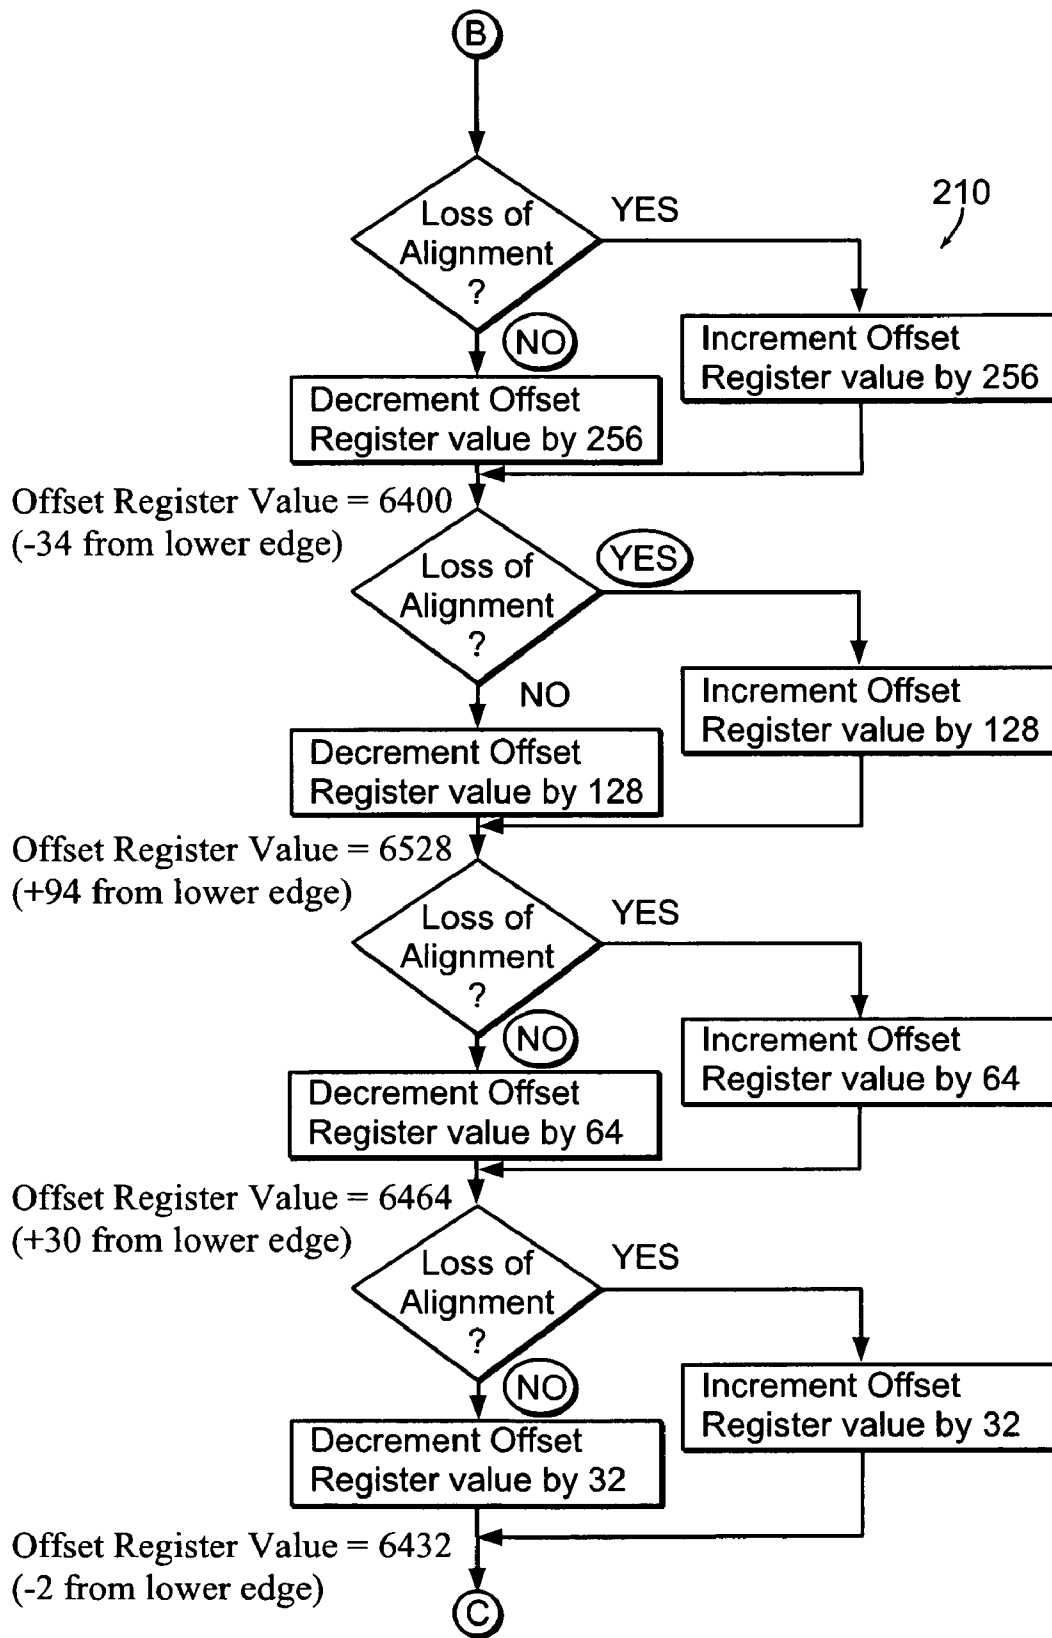 B
Loss of
Alignment
?
YES
210
NO
Increment Offset
Register value by 256
Decrement Offset
Register value by 256
Offset Register Value = 6400
(-34 from lower edge)
Loss of
Alignment
?
YES
NO
Increment Offset
Register value by 128
Decrement Offset
Register value by 128
Offset Register Value = 6528
(+94 from lower edge)
Loss of
Alignment
?
YES
NO
Increment Offset
Register value by 64
Decrement Offset
Register value by 64
Offset Register Value = 6464
(+30 from lower edge)
Loss of
Alignment
?
YES
NO
Increment Offset
Register value by 32
Decrement Offset
Register value by 32
Offset Register Value = 6432
(-2 from lower edge)
C